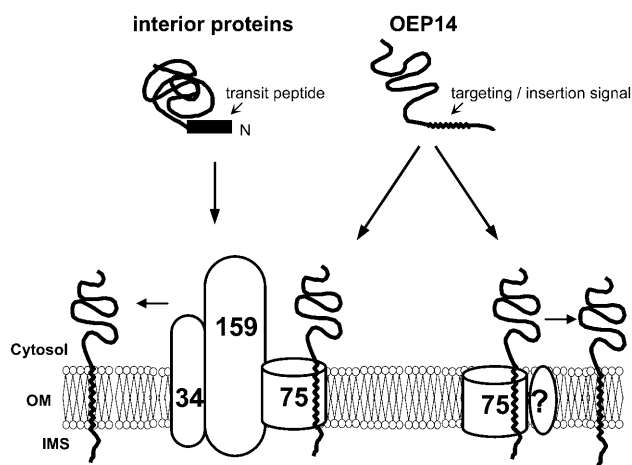 interior proteins
OEP14
transit peptide
targeting / insertion signal
N
159
Cytosol
34
75
75
?
OM
IMS